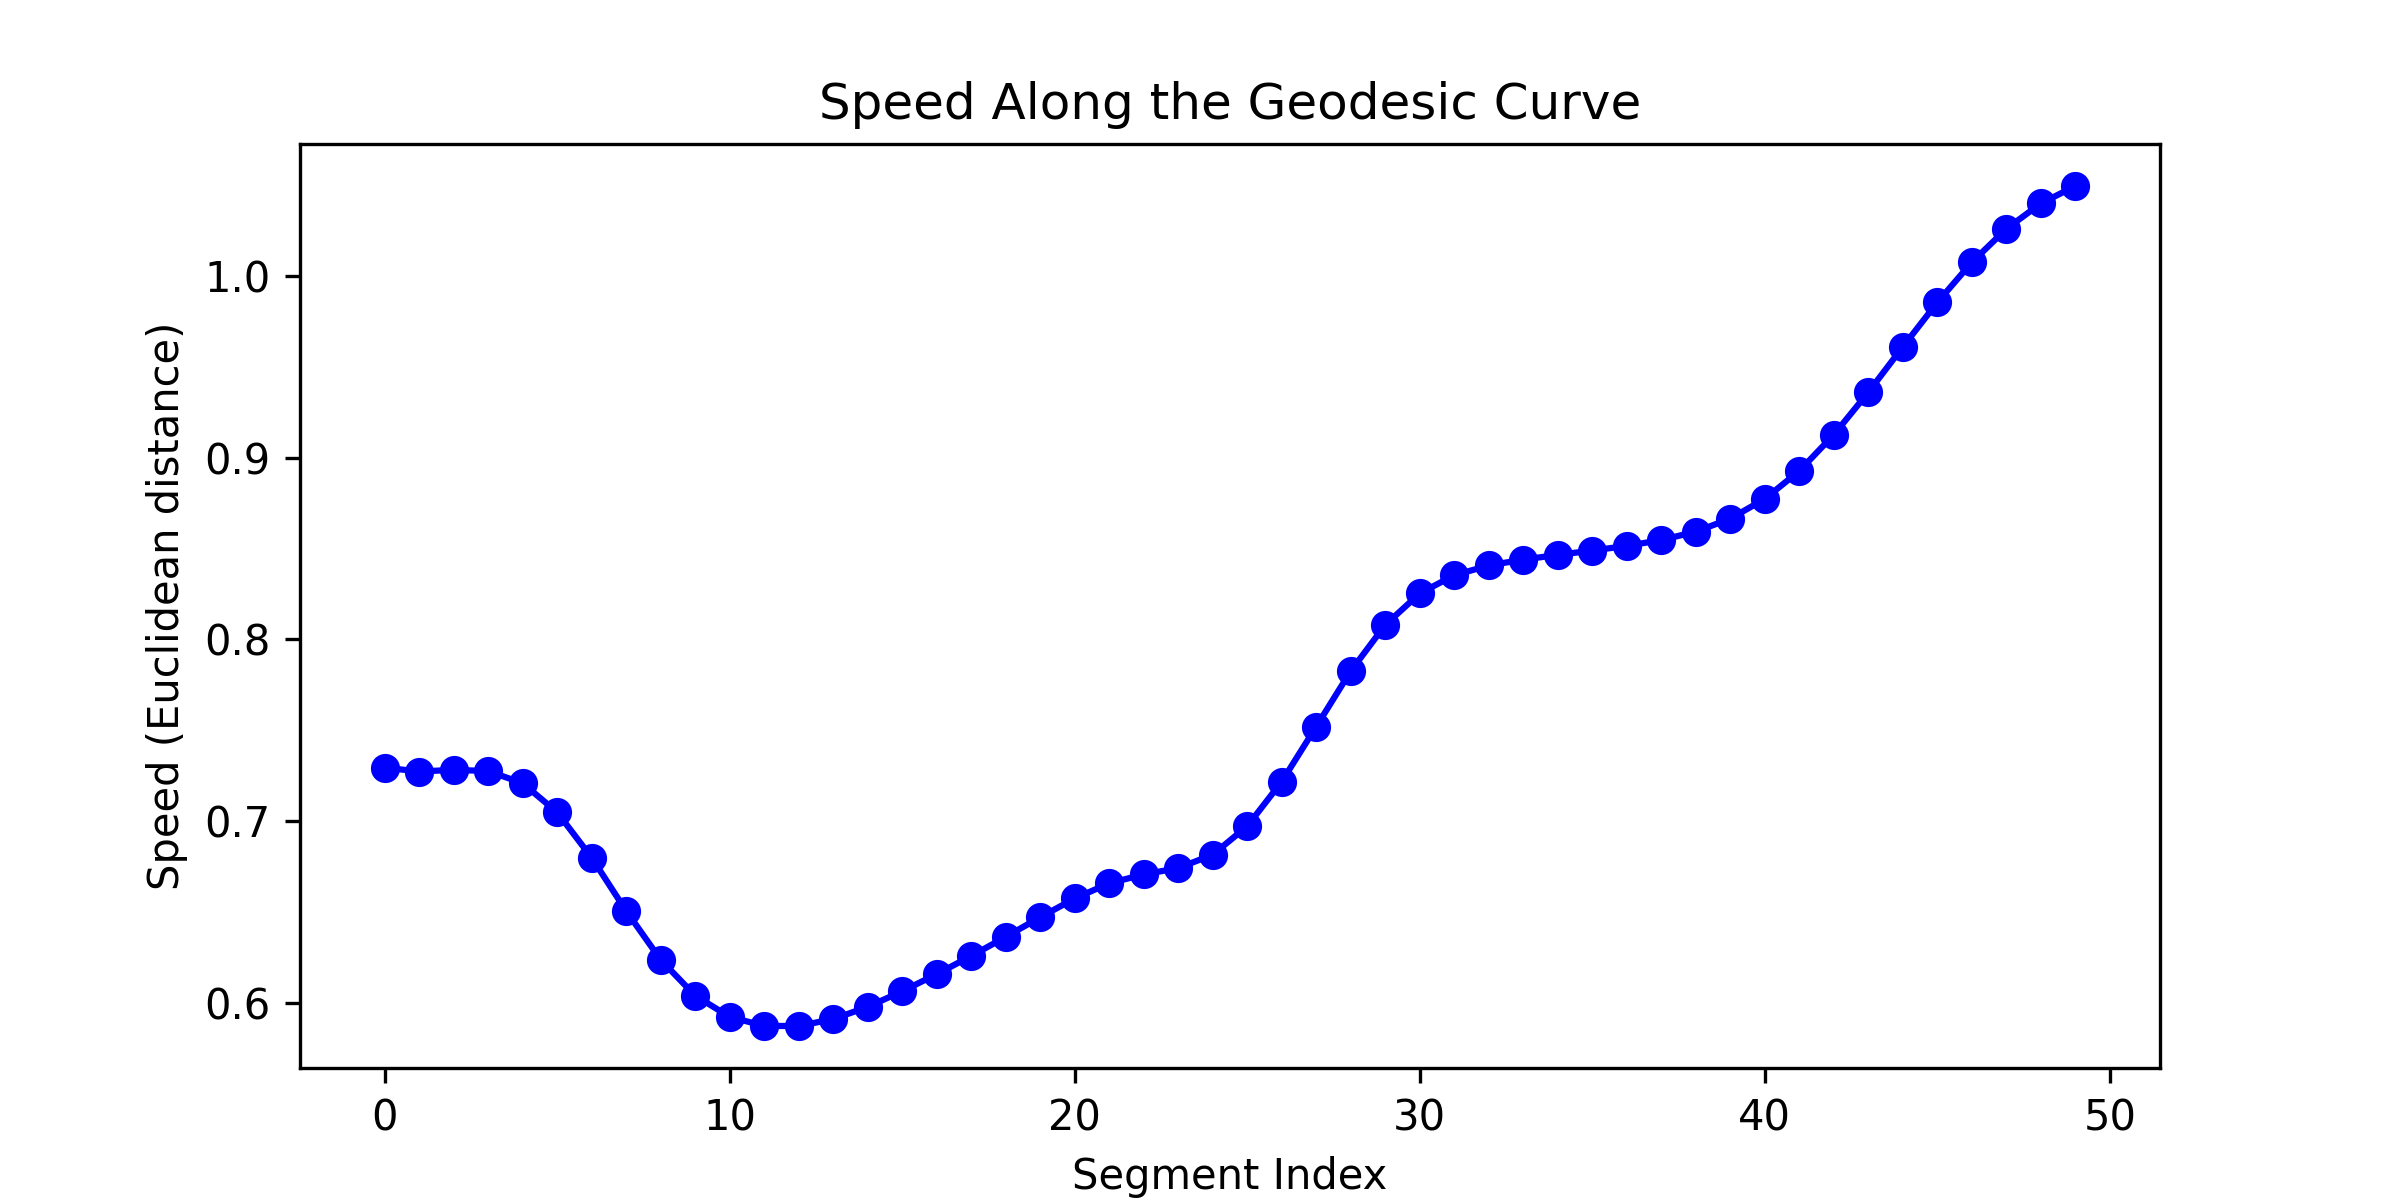 Speed Along the Geodesic Curve
Speed (Euclidean distance)
1.0
0.9
0.8
0.7
0.6
0 10 20 30 40 50
Segment Index